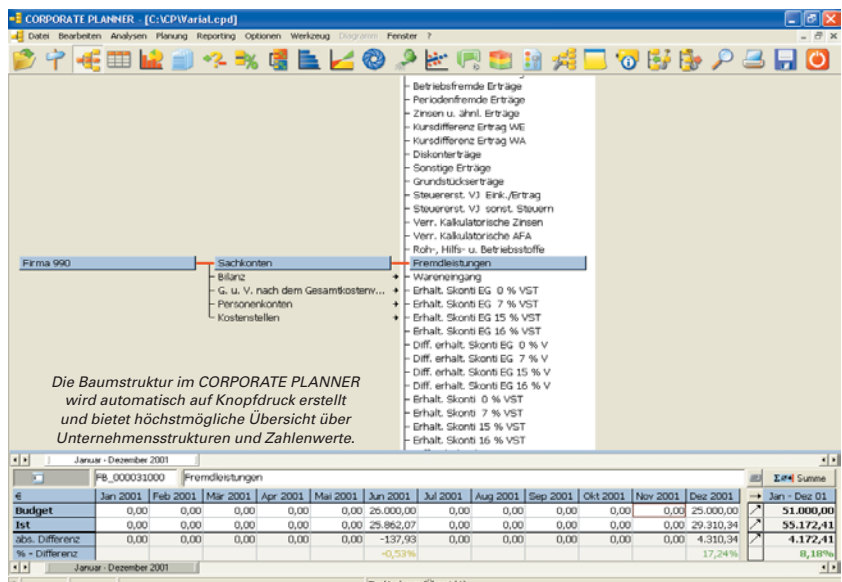 CORPORATE PLANNER - [C:\CP\Varial.cpd]
Datei Bearbeiten Analysen Planung Reporting Optionen Werkzeug Diagramm Fenster ?
Betriebsfremde Erträge
Periodenfremde Erträge
Zinsen u. ähnl. Erträge
Kursdifferenz Ertrag WE
Kursdifferenz Ertrag WA
Diskonterträge
Sonstige Erträge
Grundstückserträge
Steuererst. VJ Eink./Ertrag
Steuererst. VJ sonst. Steuern
Verr. Kalkulatorische Zinsen
Verr. Kalkulatorische AFA
Roh-, Hilfs- u. Betriebsstoffe
Firma 990 Sachkonten Fremdleistungen
Bilanz Wareneingang
G. u. V. nach dem Gesamtkostenv... Erhalt. Skonti EG 0 % VST
Personenkonten Erhalt. Skonti EG 7 % VST
Kostenstellen Erhalt. Skonti EG 15 % VST
Erhalt. Skonti EG 16 % VST
Diff. erhalt. Skonti EG 0 % V
Diff. erhalt. Skonti EG 7 % V
Diff. erhalt. Skonti EG 15 % V
Diff. erhalt. Skonti EG 16 % V
Erhalt. Skonti 0 % VST
Erhalt. Skonti 7 % VST
Erhalt. Skonti 15 % VST
Erhalt. Skonti 16 % VST
Die Baumstruktur im CORPORATE PLANNER
wird automatisch auf Knopfdruck erstellt
und bietet höchstmögliche Übersicht über
Unternehmensstrukturen und Zahlenwerte.
Januar - Dezember 2001
FB_000031000 Fremdleistungen Summe
€ Jan 2001 Feb 2001 Mär 2001 Apr 2001 Mai 2001 Jun 2001 Jul 2001 Aug 2001 Sep 2001 Okt 2001 Nov 2001 Dez 2001 → Jan - Dez 01
Budget 0,00 0,00 0,00 0,00 0,00 26.000,00 0,00 0,00 0,00 0,00 0,00 25.000,00 51.000,00
Ist 0,00 0,00 0,00 0,00 0,00 25.862,07 0,00 0,00 0,00 0,00 0,00 29.310,34 55.172,41
abs. Differenz 0,00 0,00 0,00 0,00 0,00 -137,93 0,00 0,00 0,00 0,00 0,00 4.310,34 4.172,41
% - Differenz -0,53% 17,24% 8,18%
Januar - Dezember 2001